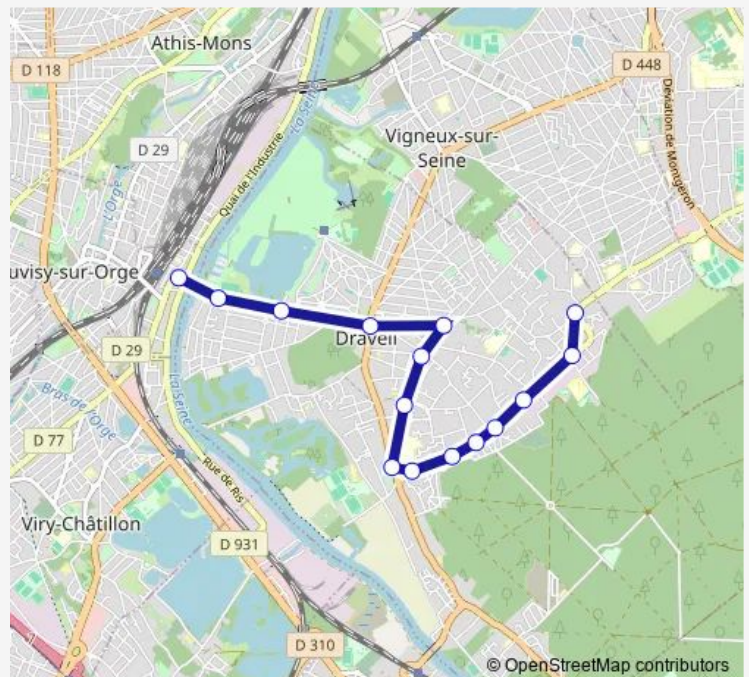 Athis-Mons
D 118
D 448
La Seine
Déviation de Montgeron
Vigneux-sur-
Seine
D 29
Quai de l'Industrie
L'Orge
uvisy-sur-Orge
Draveil
D 29
La Seine
Bras de l'Orge
D 77
Rue de Ris
Viry-Châtillon
D 931
D 310
© OpenStreetMap contributors